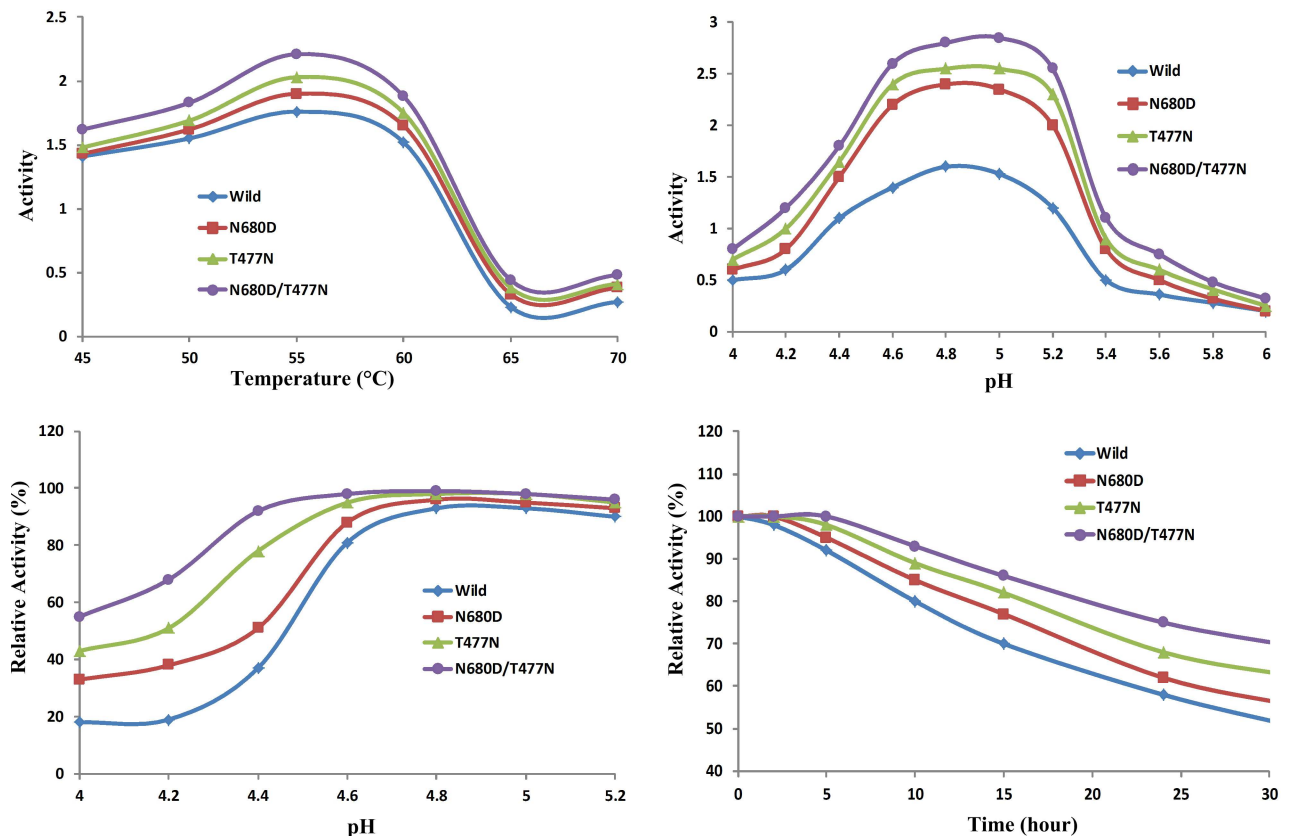 2.5
2
1.5
1
0.5
0
Activity
Wild
N680D
T477N
N680D/T477N
45 50 55 60 65 70
Temperature (°C)
3
2.5
2
1.5
1
0.5
0
Activity
Wild
N680D
T477N
N680D/T477N
4 4.2 4.4 4.6 4.8 5 5.2 5.4 5.6 5.8 6
pH
120
100
80
60
40
20
0
Relative Activity (%)
Wild
N680D
T477N
N680D/T477N
4 4.2 4.4 4.6 4.8 5 5.2
pH
120
110
100
90
80
70
60
50
40
Relative Activity (%)
Wild
N680D
T477N
N680D/T477N
0 5 10 15 20 25 30
Time (hour)